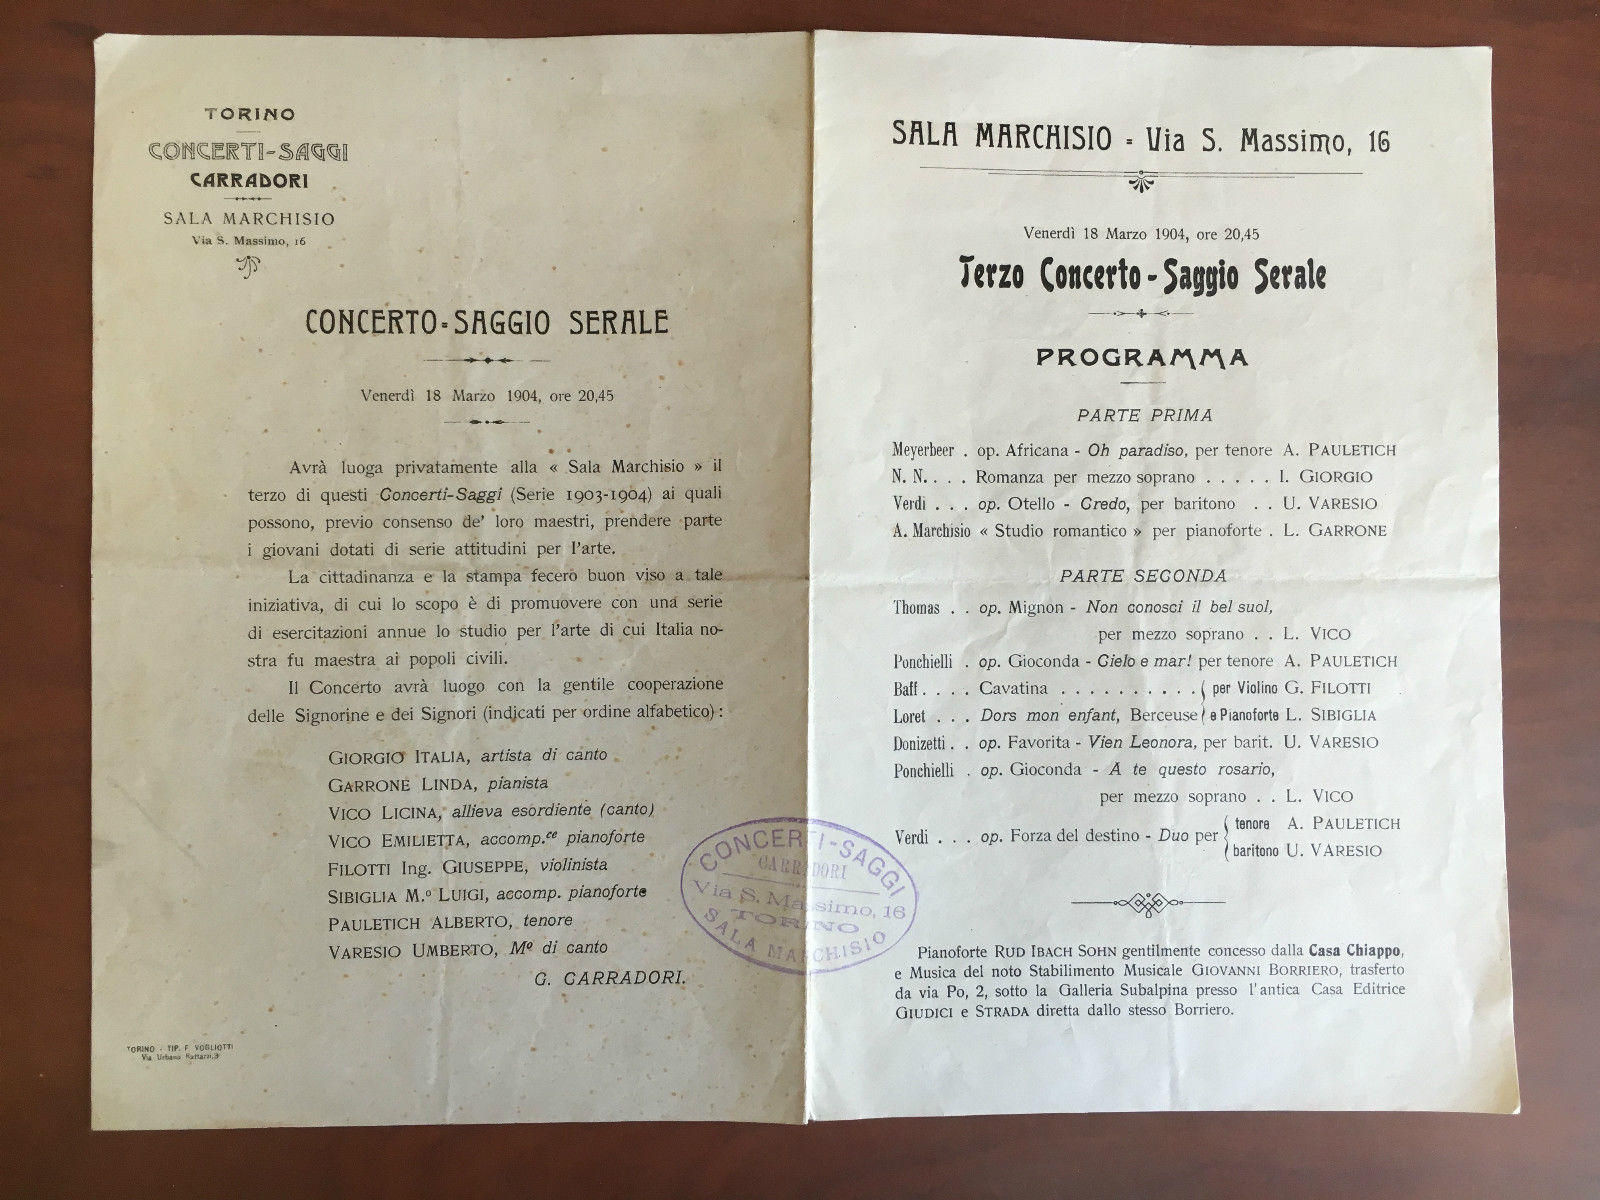 TORINO
CONCERTI-SAGGI
CARRADORI
SALA MARCHISIO
Via S. Massimo, 16
CONCERTO-SAGGIO SERALE
Venerdì 18 Marzo 1904, ore 20,45
Avrà luoga privatamente alla « Sala Marchisio » il
terzo di questi Concerti-Saggi (Serie 1903-1904) ai quali
possono, previo consenso de' loro maestri, prendere parte
i giovani dotati di serie attitudini per l'arte.
La cittadinanza e la stampa fecero buon viso a tale
iniziativa, di cui lo scopo è di promuovere con una serie
di esercitazioni annue lo studio per l'arte di cui Italia no-
stra fu maestra ai popoli civili.
Il Concerto avrà luogo con la gentile cooperazione
delle Signorine e dei Signori (indicati per ordine alfabetico) :
GIORGIO ITALIA, artista di canto
GARRONE LINDA, pianista
VICO LICINA, allieva esordiente (canto)
VICO EMILIETTA, accomp.ce pianoforte
FILOTTI Ing. GIUSEPPE, violinista
SIBIGLIA M.o LUIGI, accomp. pianoforte
PAULETICH ALBERTO, tenore
VARESIO UMBERTO, Mo di canto
G. CARRADORI.
TORINO - TIP. F. VOGLIOTTI
Via Urbano Rattazzi, 9
CONCERTI-SAGGI
CARRADORI
Via S. Massimo, 16
TORINO
SALA MARCHISIO
SALA MARCHISIO = Via S. Massimo, 16
Venerdì 18 Marzo 1904, ore 20,45
Terzo Concerto-Saggio Serale
PROGRAMMA
PARTE PRIMA
Meyerbeer . op. Africana - Oh paradiso, per tenore A. PAULETICH
N. N. . . . Romanza per mezzo soprano . . . . . I. GIORGIO
Verdi . . . op. Otello - Credo, per baritono . . U. VARESIO
A. Marchisio « Studio romantico » per pianoforte . L. GARRONE
PARTE SECONDA
Thomas . . op. Mignon - Non conosci il bel suol,
per mezzo soprano . . L. VICO
Ponchielli . op. Gioconda - Cielo e mar! per tenore A. PAULETICH
Baff . . . . Cavatina . . . . . . . . . . per Violino G. FILOTTI
Loret . . . Dors mon enfant, Berceuse e Pianoforte L. SIBIGLIA
Donizetti . . op. Favorita - Vien Leonora, per barit. U. VARESIO
Ponchielli . op. Gioconda - A te questo rosario,
per mezzo soprano . . L. VICO
Verdi . . . op. Forza del destino - Duo per { tenore A. PAULETICH
baritono U. VARESIO
Pianoforte RUD IBACH SOHN gentilmente concesso dalla Casa Chiappo,
e Musica del noto Stabilimento Musicale GIOVANNI BORRIERO, trasferto
da via Po, 2, sotto la Galleria Subalpina presso l'antica Casa Editrice
GIUDICI e STRADA diretta dallo stesso Borriero.